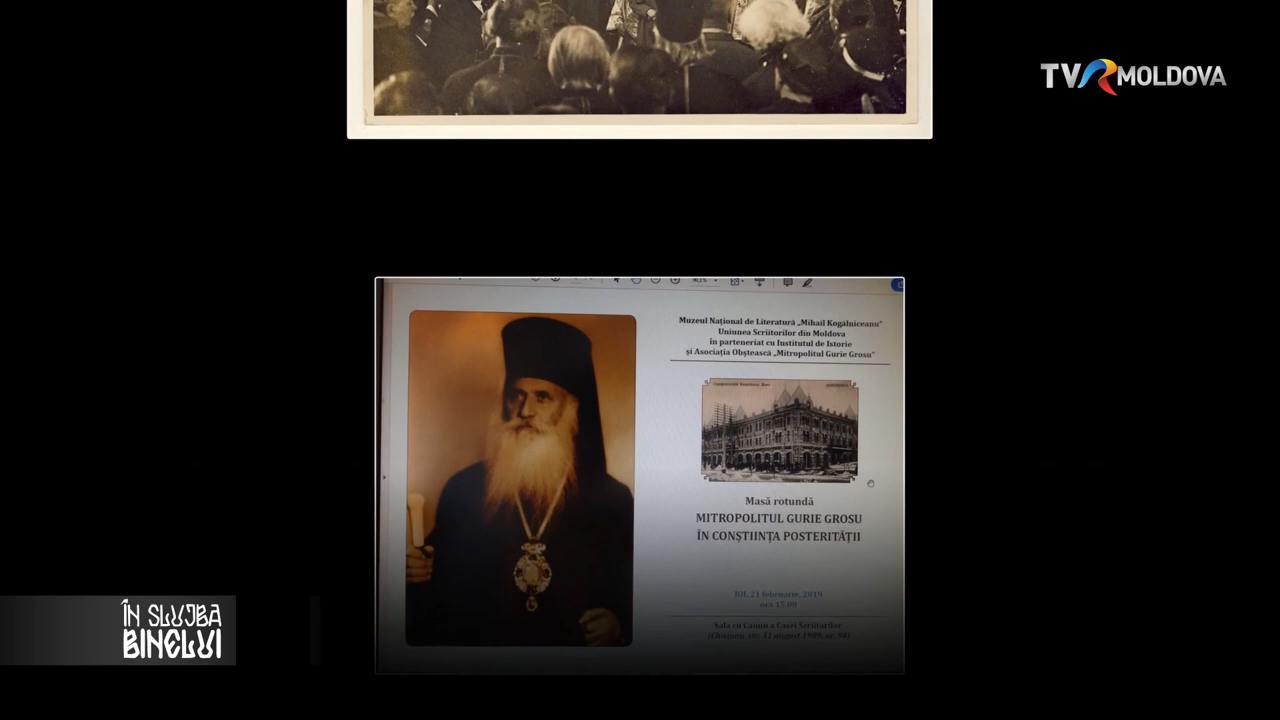 TVR MOLDOVA
Muzeul Național de Literatură „Mihail Kogălniceanu”
Uniunea Scriitorilor din Moldova
în parteneriat cu Institutul de Istorie
și Asociația Obștească „Mitropolitul Gurie Grosu”
Masă rotundă
MITROPOLITUL GURIE GROSU
ÎN CONȘTIINȚA POSTERITĂȚII
JOI, 21 februarie, 2019
ora 15.00
Sala cu Cămin a Casei Scriitorilor
(Chișinău, str. 31 august 1989, nr. 98)
ÎN SLUJBA
BINELUI